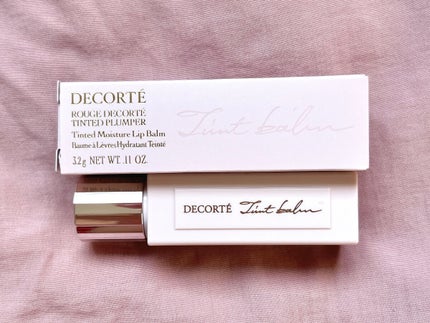 DECORTÉ
ROUGE DECORTÉ
TINTED PLUMPER
Tinted Moisture Lip Balm
Baume à Lèvres Hydratant Teinté
3.2g NET WT. .11 OZ.
Tint balm
DECORTÉ Tint balm